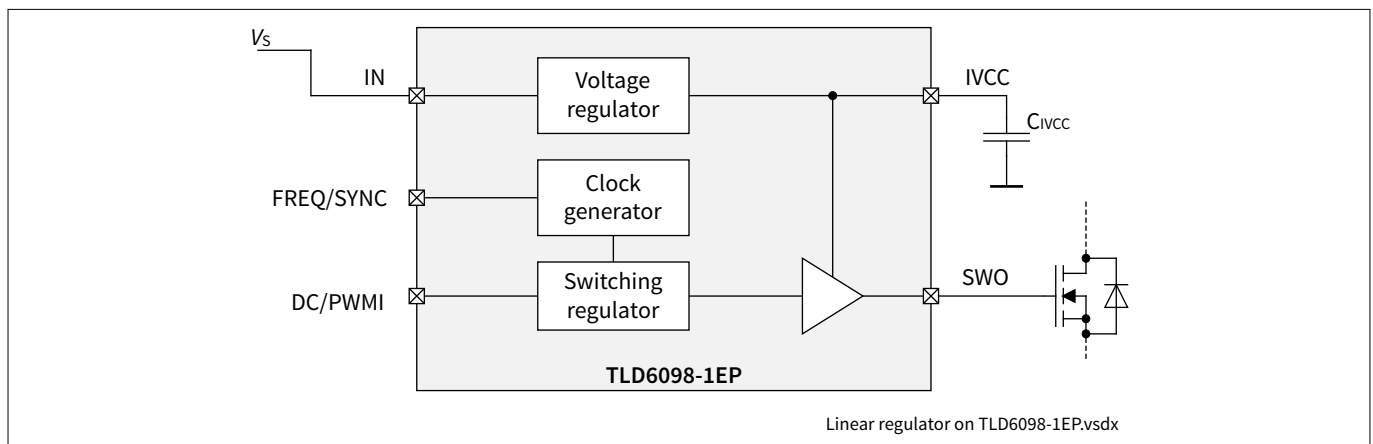 VS
IN
Voltage
regulator
IVCC
CIVCC
FREQ/SYNC
Clock
generator
DC/PWMI
Switching
regulator
SWO
TLD6098-1EP
Linear regulator on TLD6098-1EP.vsdx